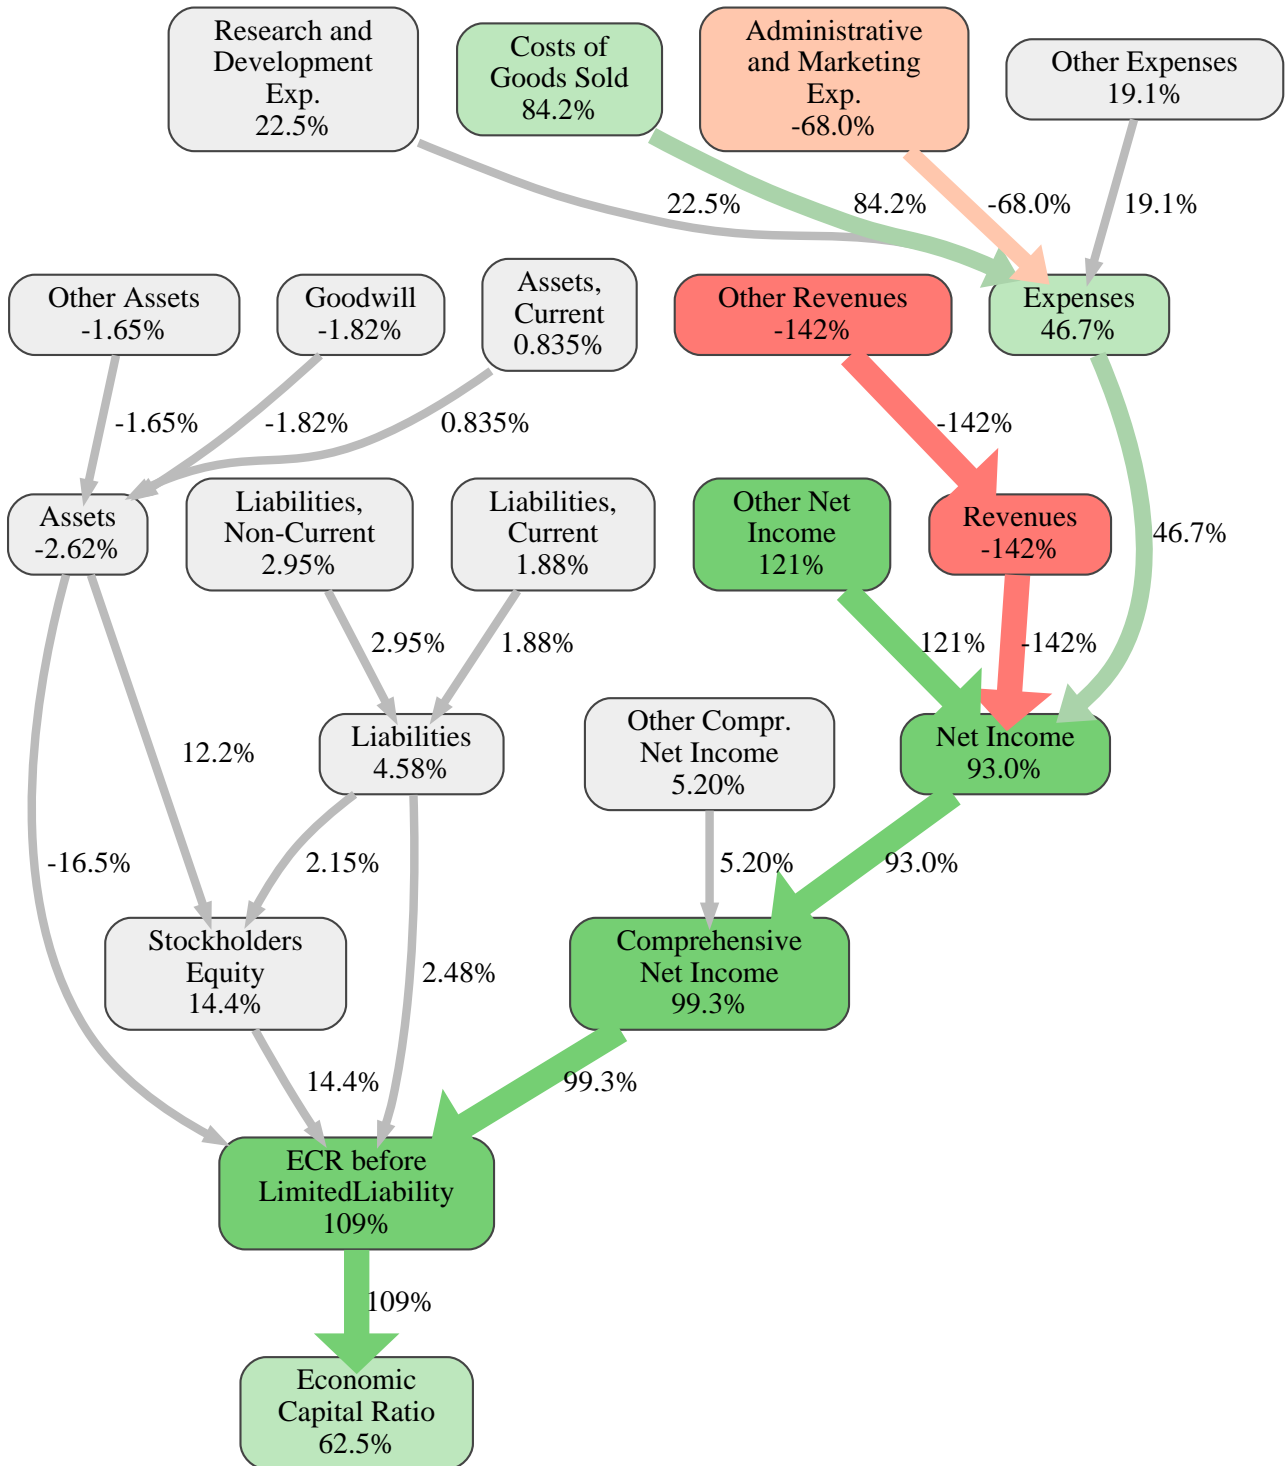 Research and
Development
Exp.
22.5%
Costs of
Goods Sold
84.2%
Administrative
and Marketing
Exp.
-68.0%
Other Expenses
19.1%
22.5%
84.2%
-68.0%
19.1%
Other Assets
-1.65%
Goodwill
-1.82%
Assets,
Current
0.835%
Other Revenues
-142%
Expenses
46.7%
-1.65%
-1.82%
0.835%
-142%
Assets
-2.62%
Liabilities,
Non-Current
2.95%
Liabilities,
Current
1.88%
Other Net
Income
121%
Revenues
-142%
46.7%
2.95%
1.88%
121%
-142%
Liabilities
4.58%
Other Compr.
Net Income
5.20%
Net Income
93.0%
12.2%
-16.5%
2.15%
5.20%
93.0%
Stockholders
Equity
14.4%
2.48%
Comprehensive
Net Income
99.3%
14.4%
99.3%
ECR before
LimitedLiability
109%
109%
Economic
Capital Ratio
62.5%